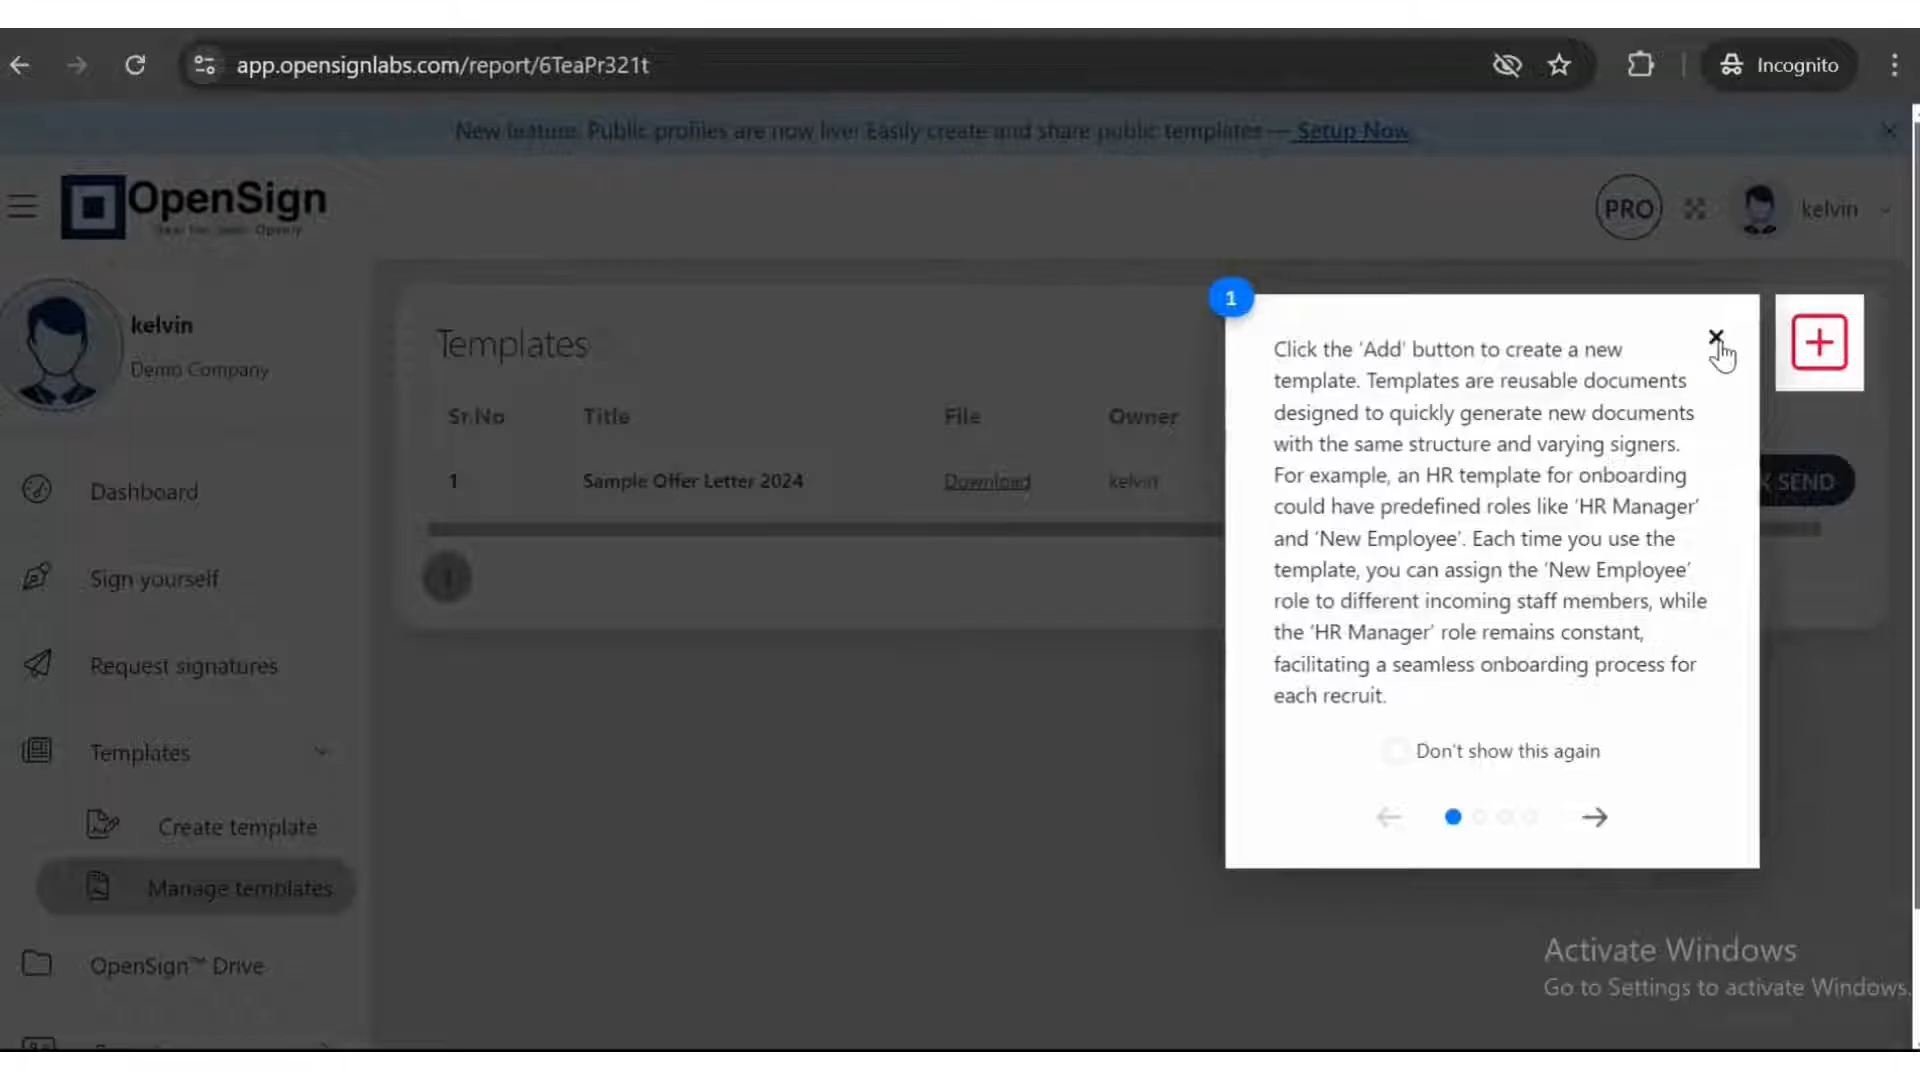 app.opensignlabs.com/report/6TeaPr321t
Incognito
New feature: Public profiles are now live! Easily create and share public templates — Setup Now
OpenSign
PRO
kelvin
kelvin
Demo Company
Dashboard
Sign yourself
Request signatures
Templates
Create template
Manage templates
OpenSign™ Drive
Templates
Sr.No Title File Owner
1 Sample Offer Letter 2024 Download kelvin
SEND
1
1
Click the 'Add' button to create a new
template. Templates are reusable documents
designed to quickly generate new documents
with the same structure and varying signers.
For example, an HR template for onboarding
could have predefined roles like 'HR Manager'
and 'New Employee'. Each time you use the
template, you can assign the 'New Employee'
role to different incoming staff members, while
the 'HR Manager' role remains constant,
facilitating a seamless onboarding process for
each recruit.
Don't show this again
Activate Windows
Go to Settings to activate Windows.